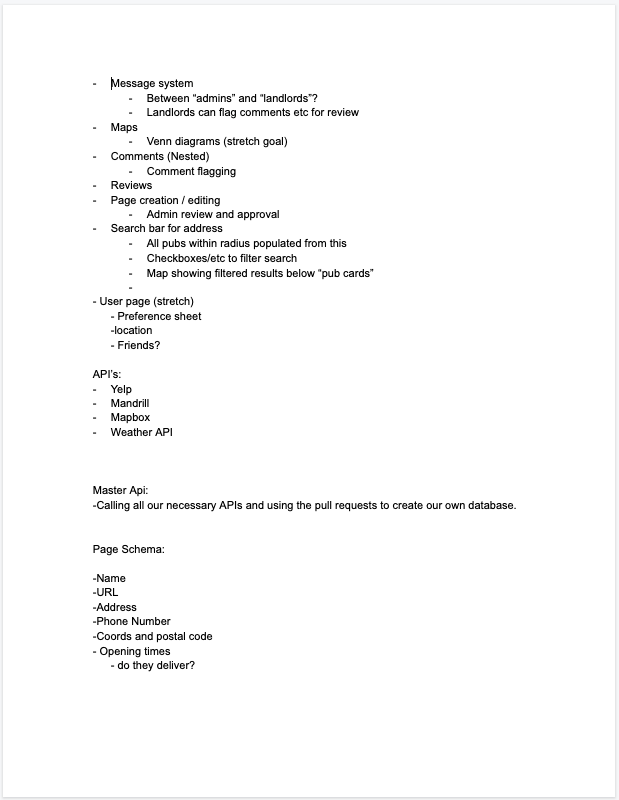 - Message system
- Between “admins” and “landlords”?
- Landlords can flag comments etc for review
- Maps
- Venn diagrams (stretch goal)
- Comments (Nested)
- Comment flagging
- Reviews
- Page creation / editing
- Admin review and approval
- Search bar for address
- All pubs within radius populated from this
- Checkboxes/etc to filter search
- Map showing filtered results below “pub cards”
-
- User page (stretch)
- Preference sheet
-location
- Friends?
API’s:
- Yelp
- Mandrill
- Mapbox
- Weather API
Master Api:
-Calling all our necessary APIs and using the pull requests to create our own database.
Page Schema:
-Name
-URL
-Address
-Phone Number
-Coords and postal code
- Opening times
- do they deliver?